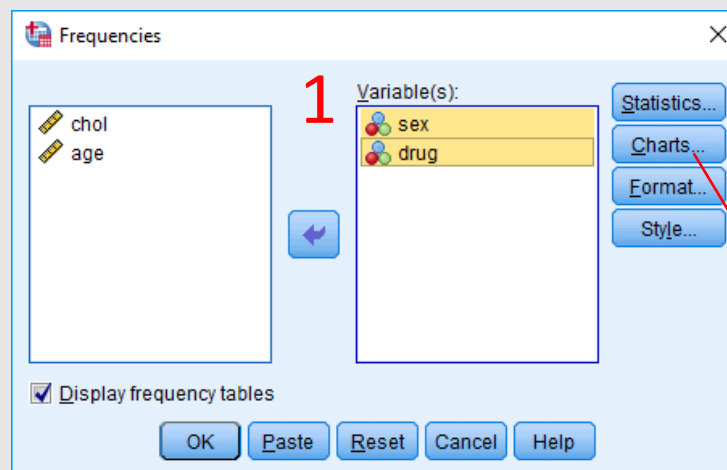 Frequencies
1
Variable(s):
chol
age
sex
drug
Statistics...
Charts...
Format...
Style...
Display frequency tables
OK Paste Reset Cancel Help